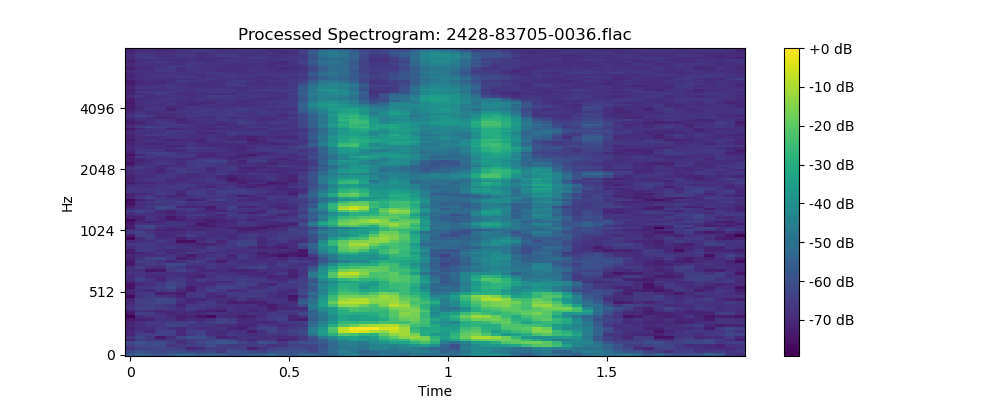 Processed Spectrogram: 2428-83705-0036.flac
Hz
4096
2048
1024
512
0
0
0.5
1
1.5
Time
+0 dB
-10 dB
-20 dB
-30 dB
-40 dB
-50 dB
-60 dB
-70 dB